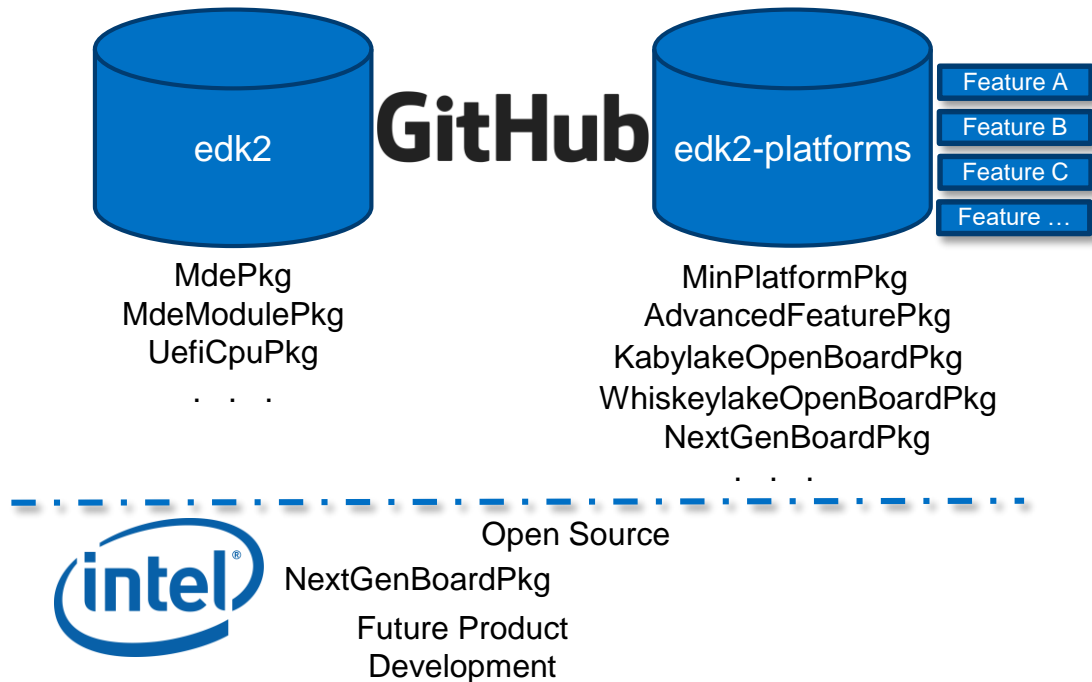 edk2
GitHub
edk2-platforms
Feature A
Feature B
Feature C
Feature …
MdePkg
MdeModulePkg
UefiCpuPkg
. . .
MinPlatformPkg
AdvancedFeaturePkg
KabylakeOpenBoardPkg
WhiskeylakeOpenBoardPkg
NextGenBoardPkg
. . .
Open Source
intel®
NextGenBoardPkg
Future Product
Development